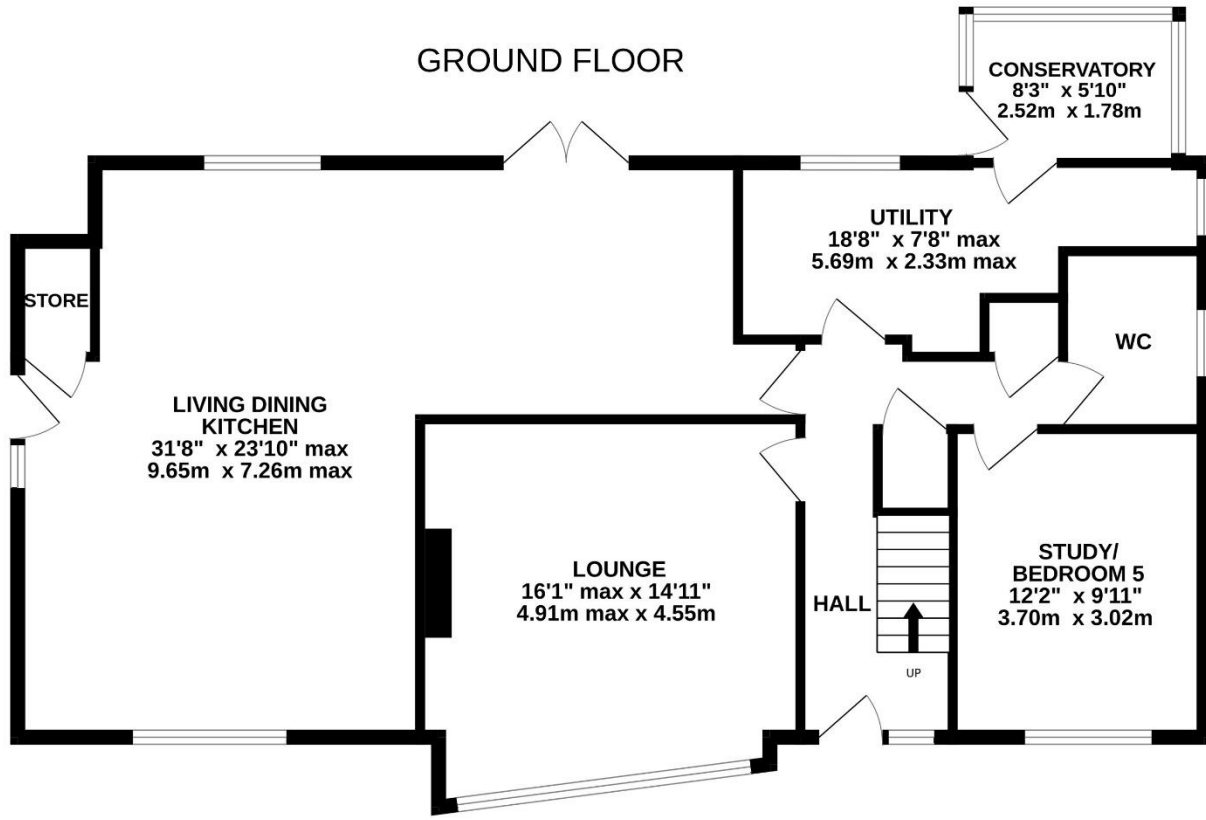 GROUND FLOOR
CONSERVATORY
8'3" x 5'10"
2.52m x 1.78m
UTILITY
18'8" x 7'8" max
5.69m x 2.33m max
STORE
WC
LIVING DINING
KITCHEN
31'8" x 23'10" max
9.65m x 7.26m max
LOUNGE
16'1" max x 14'11"
4.91m max x 4.55m
HALL
UP
STUDY/
BEDROOM 5
12'2" x 9'11"
3.70m x 3.02m